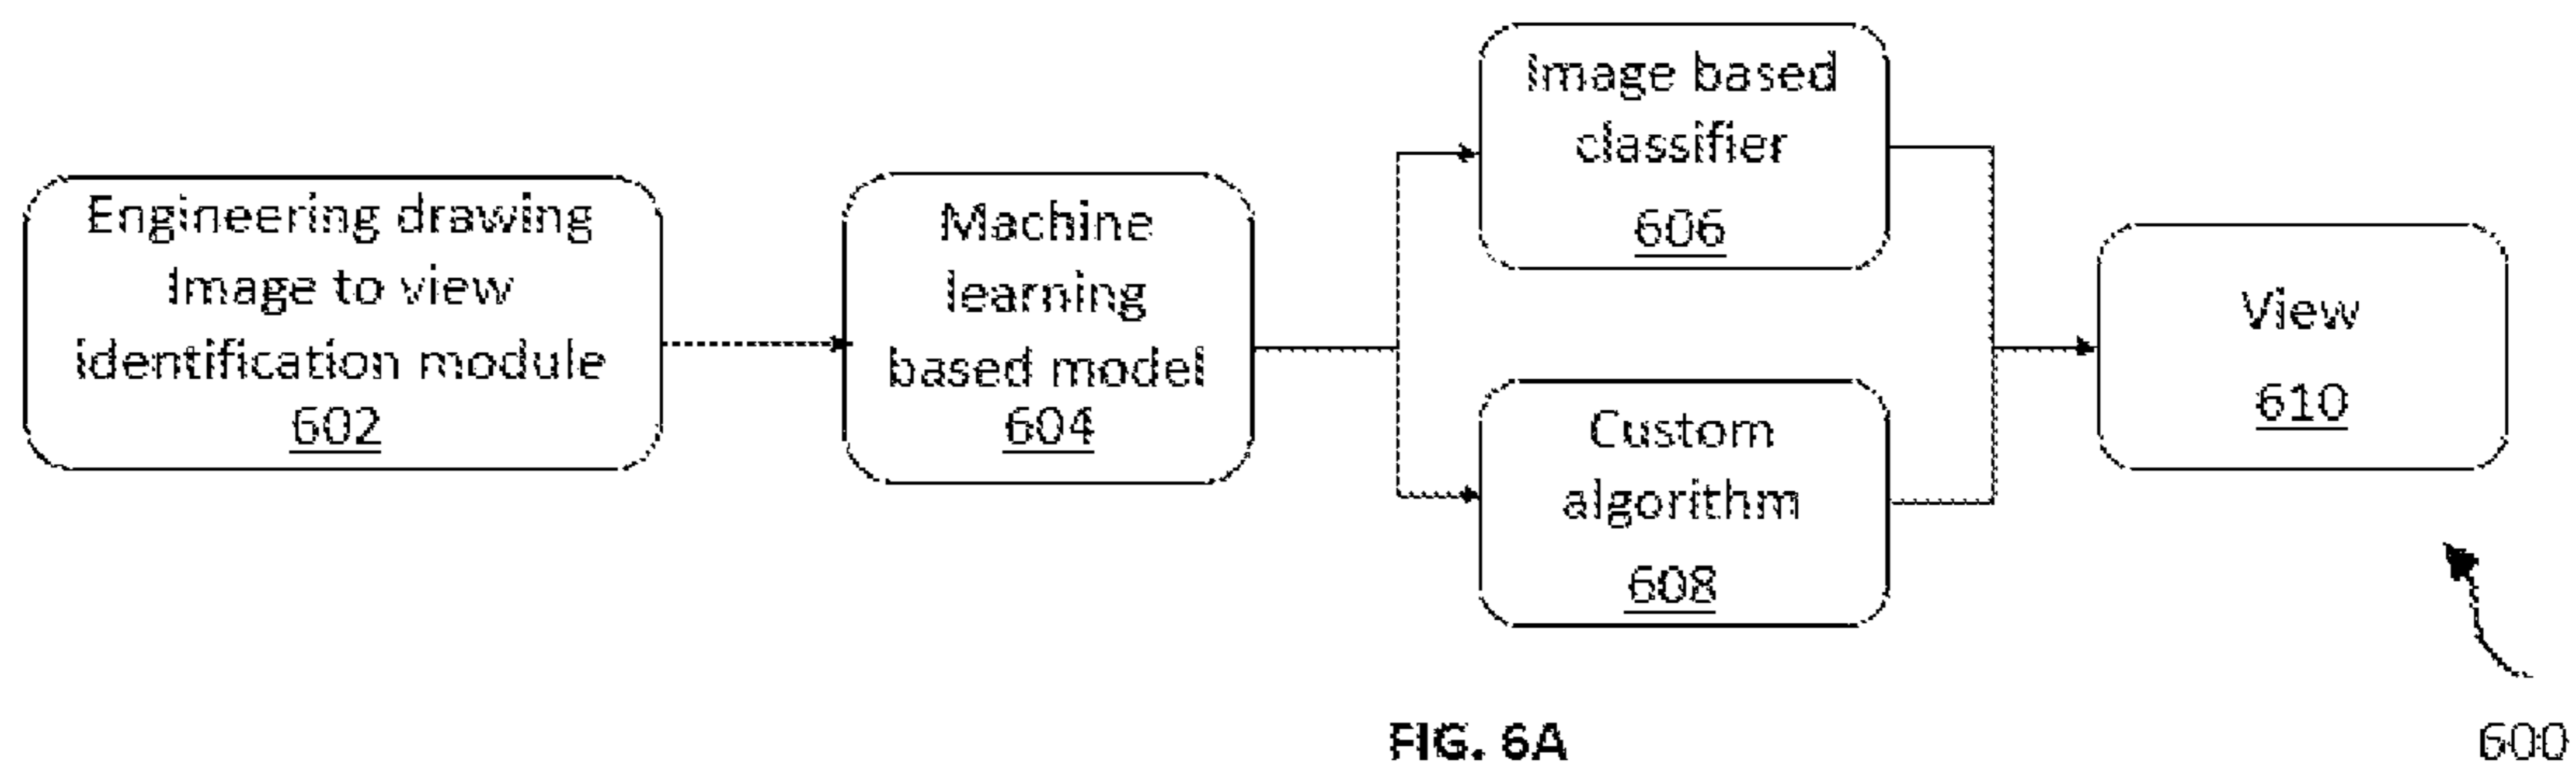 Engineering drawing
Image to view
identification module
602
Machine
learning
based model
604
Image based
classifier
606
Custom
algorithm
608
View
610
600
FIG. 6A